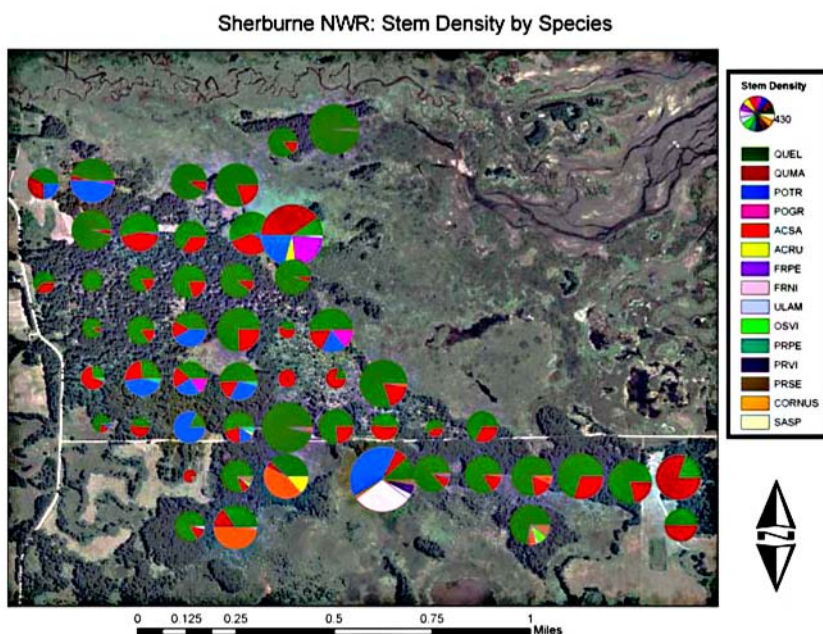 Sherburne NWR: Stem Density by Species
Stem Density
430
QUEL
QUMA
POTR
POGR
ACSA
ACRU
FRPE
FRNI
ULAM
OSVI
PRPE
PRVI
PRSE
CORNUS
SASP
N
0 0.125 0.25 0.5 0.75 1
Miles